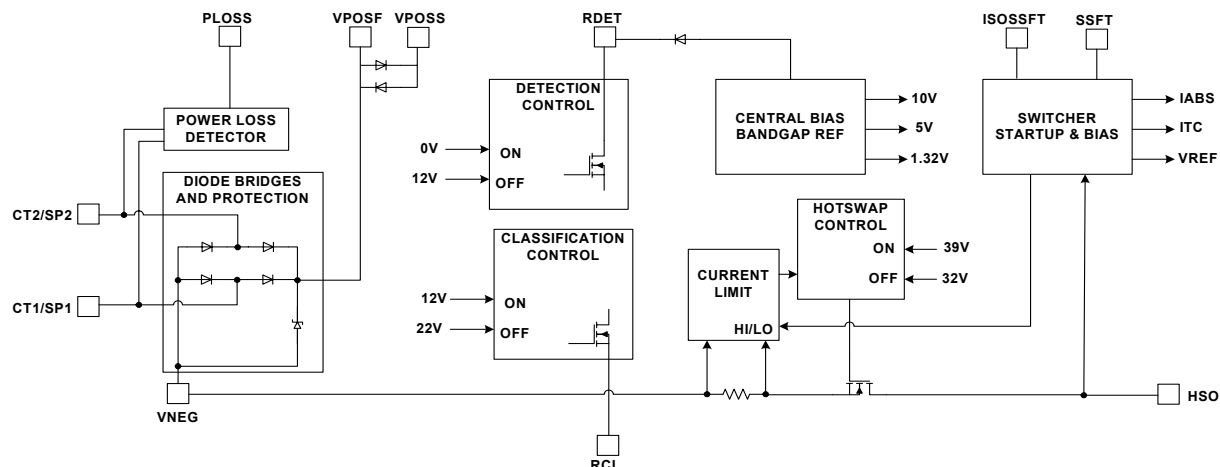 PLOSS
VPOSF
VPOSS
RDET
ISOSSFT
SSFT
POWER LOSS
DETECTOR
DETECTION
CONTROL
0V
ON
12V
OFF
CENTRAL BIAS
BANDGAP REF
10V
5V
1.32V
SWITCHER
STARTUP & BIAS
IABS
ITC
VREF
DIODE BRIDGES
AND PROTECTION
CT2/SP2
CT1/SP1
VNEG
CLASSIFICATION
CONTROL
12V
ON
22V
OFF
HOTSWAP
CONTROL
ON
39V
OFF
32V
CURRENT
LIMIT
HI/LO
HSO
RCL